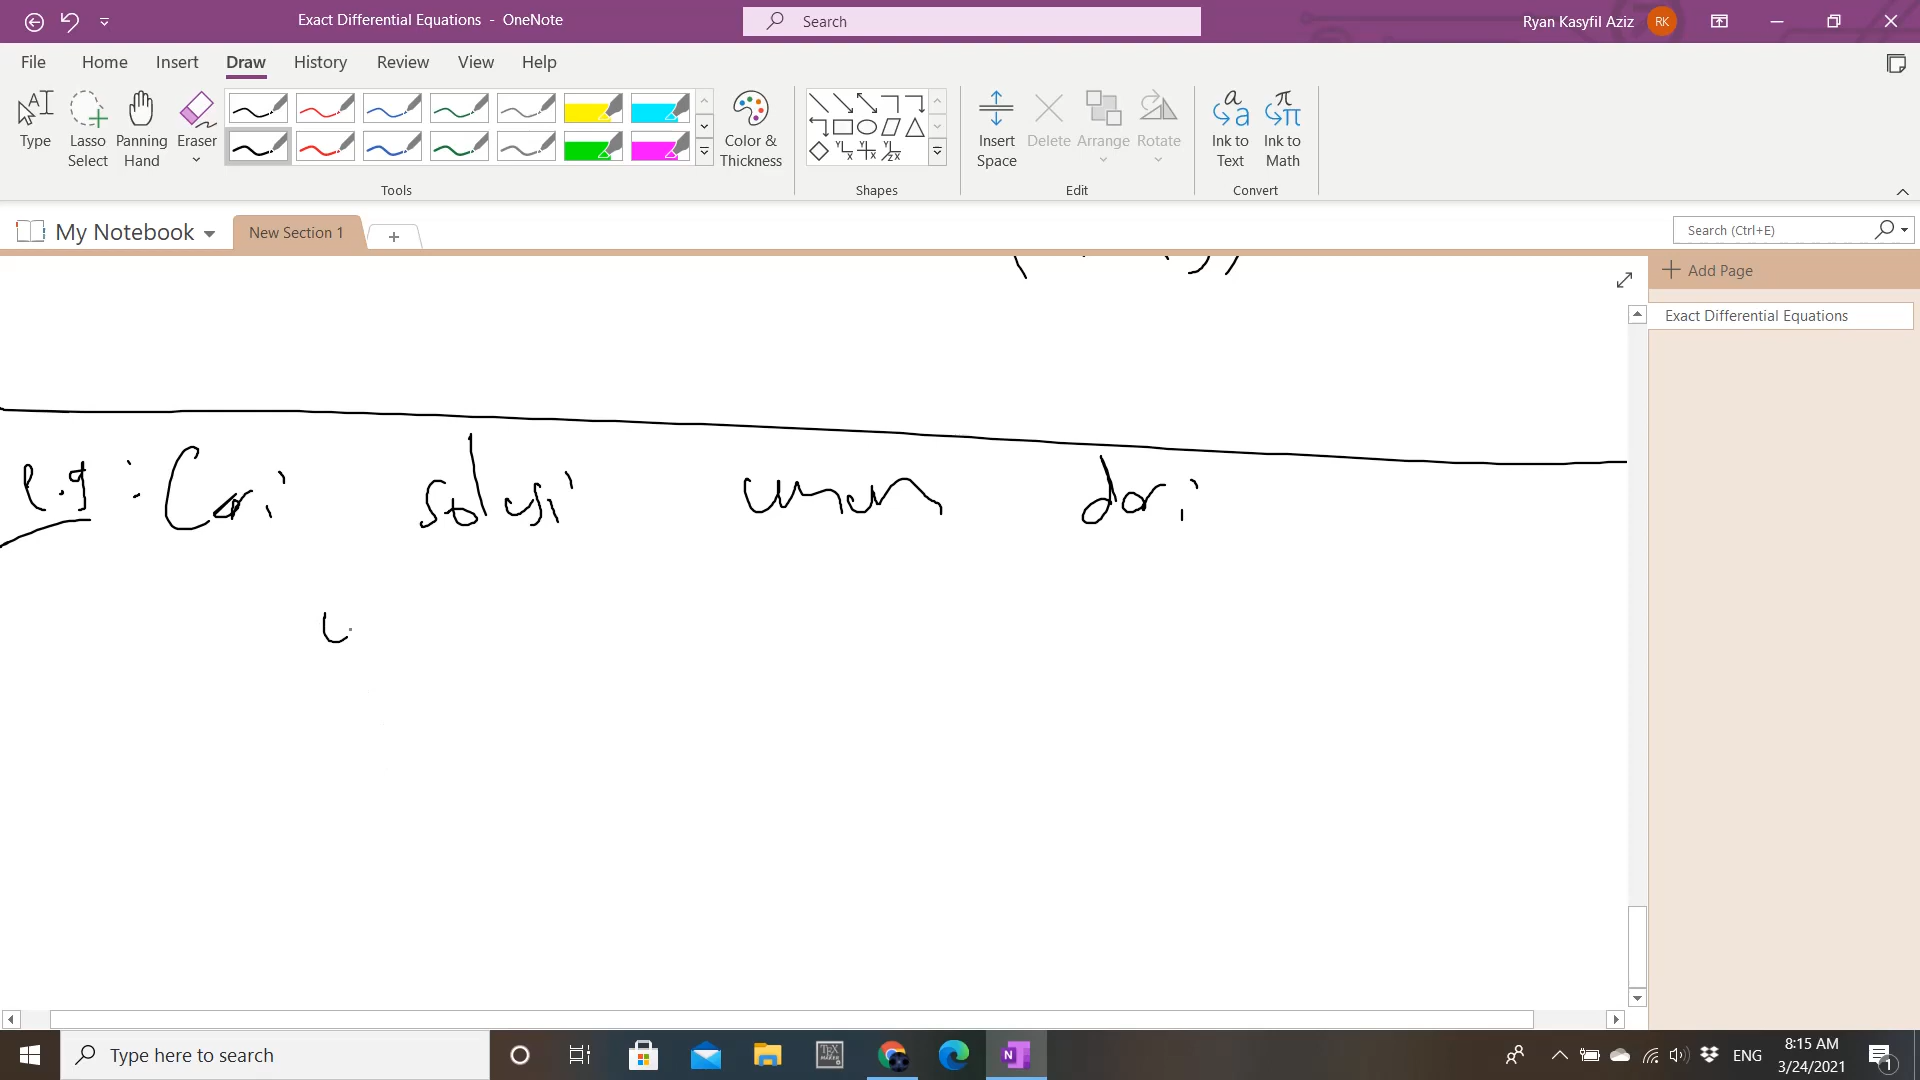 Exact Differential Equations - OneNote
Search
Ryan Kasyfil Aziz
RK
File Home Insert Draw History Review View Help
Type
Lasso Select
Panning Hand
Eraser
Color & Thickness
Insert Space
Delete
Arrange
Rotate
Ink to Text
Ink to Math
Tools
Shapes
Edit
Convert
My Notebook
New Section 1
Search (Ctrl+E)
Add Page
Exact Differential Equations
e.g : Cari solusi umum dari
Type here to search
ENG
8:15 AM
3/24/2021
1